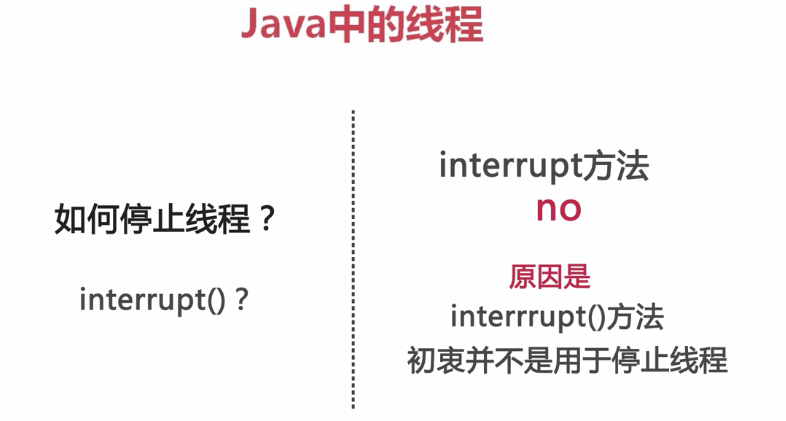 Java中的线程
如何停止线程？
interrupt()？
interrupt方法
no
原因是
interrrupt()方法
初衷并不是用于停止线程